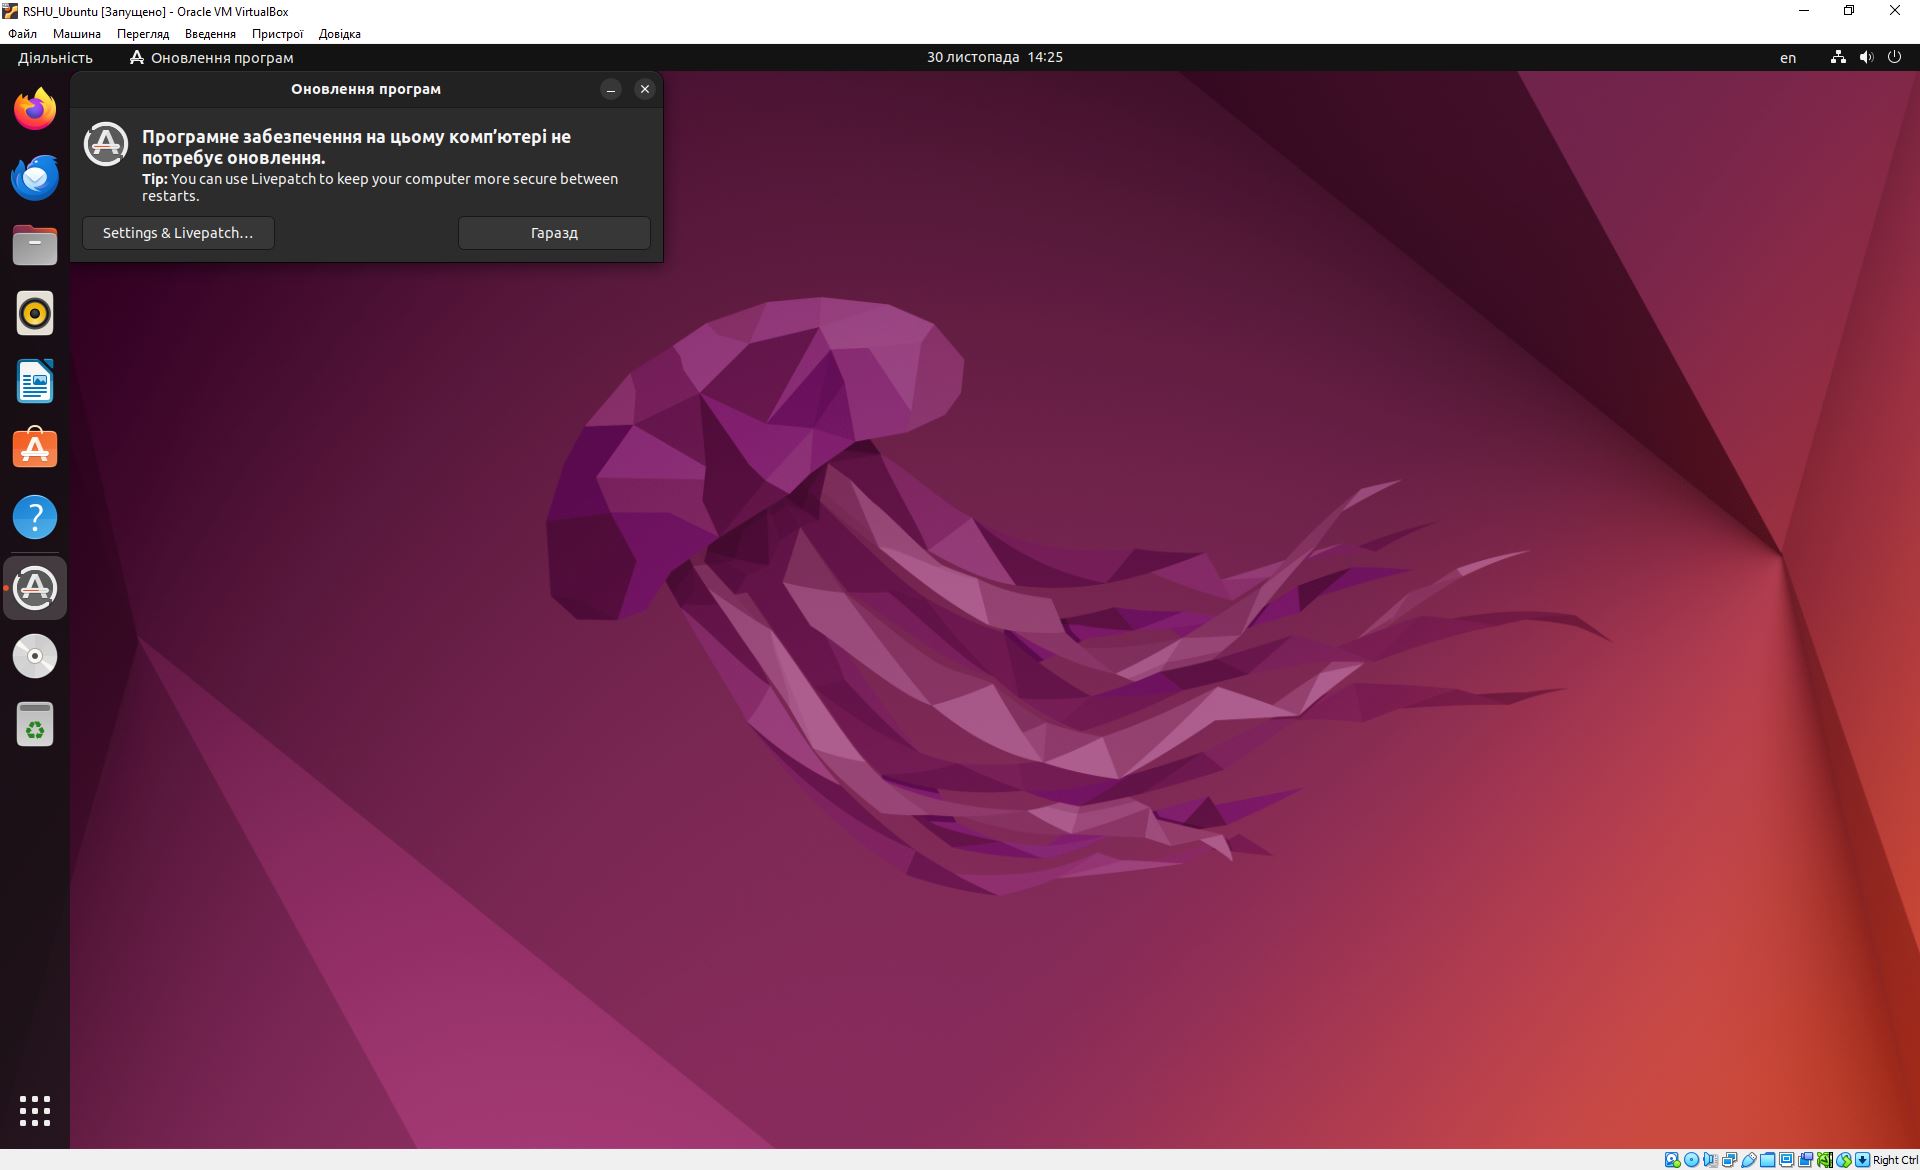 RSHU_Ubuntu [Запущено] - Oracle VM VirtualBox
Файл Машина Перегляд Введення Пристрої Довідка
Діяльність Оновлення програм 30 листопада 14:25 en
Оновлення програм
Програмне забезпечення на цьому комп’ютері не
потребує оновлення.
Tip: You can use Livepatch to keep your computer more secure between
restarts.
Settings & Livepatch… Гаразд
Right Ctrl